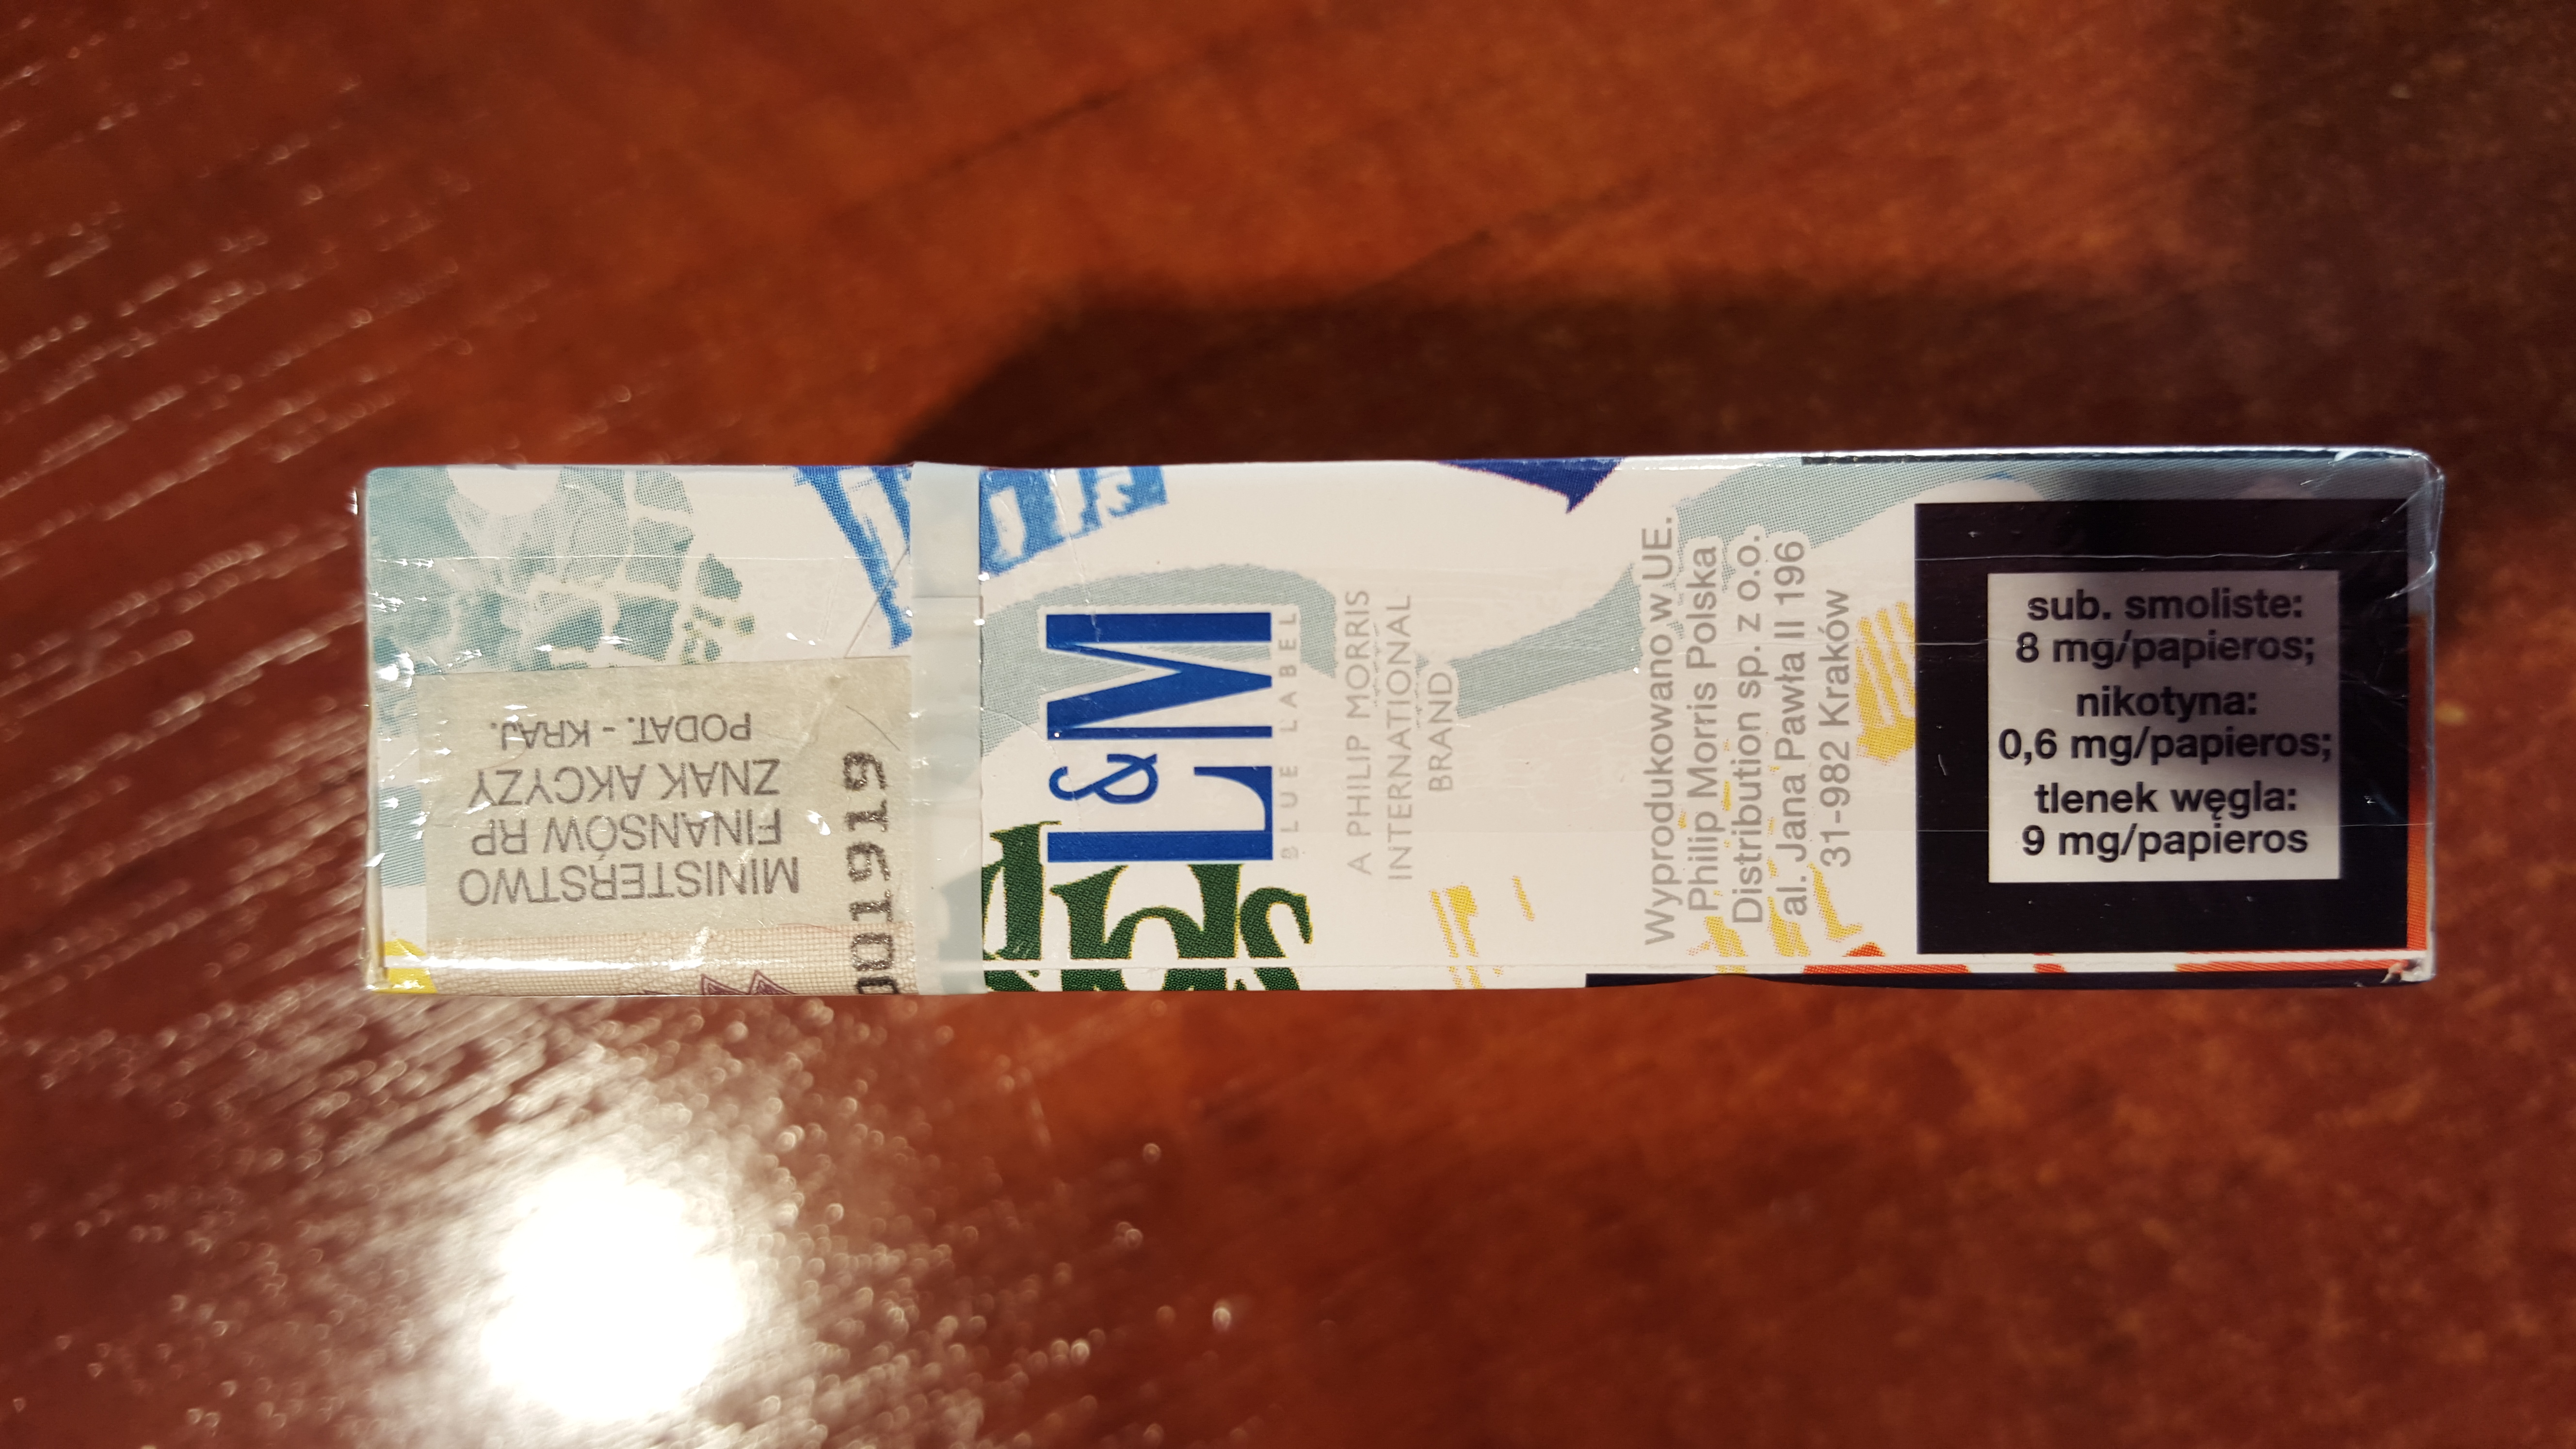 MINISTERSTWO
FINANSÓW RP
ZNAK AKCYZY
PODAT. - KRAJ.
001919
L&M
BLUE LABEL
A PHILIP MORRIS
INTERNATIONAL
BRAND
Wyprodukowano w UE.
Philip Morris Polska
Distribution sp. z o.o.
al. Jana Pawła II 196
31-982 Kraków
sub. smoliste:
8 mg/papieros;
nikotyna:
0,6 mg/papieros;
tlenek węgla:
9 mg/papieros